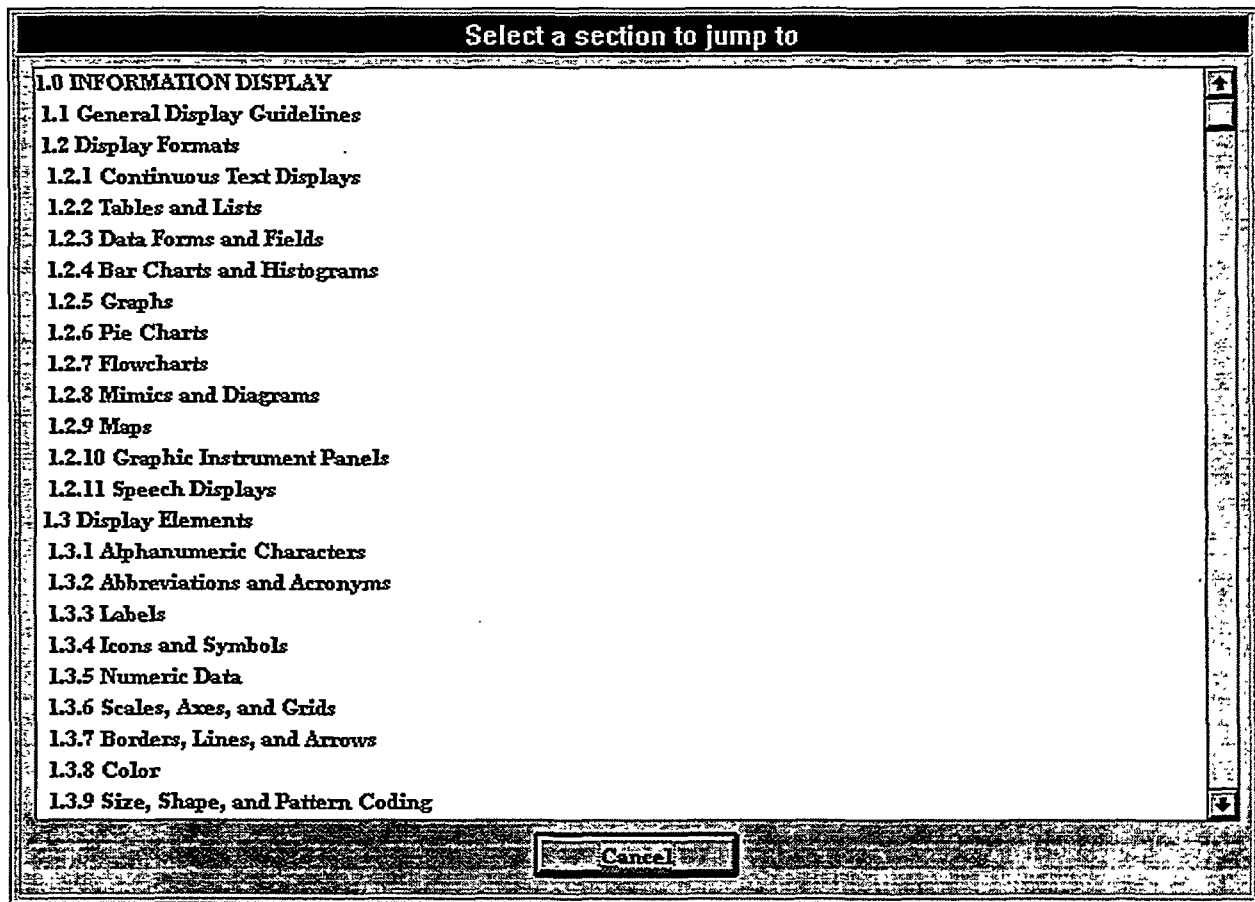 Select a section to jump to
1.0 INFORMATION DISPLAY
1.1 General Display Guidelines
1.2 Display Formats
1.2.1 Continuous Text Displays
1.2.2 Tables and Lists
1.2.3 Data Forms and Fields
1.2.4 Bar Charts and Histograms
1.2.5 Graphs
1.2.6 Pie Charts
1.2.7 Flowcharts
1.2.8 Mimics and Diagrams
1.2.9 Maps
1.2.10 Graphic Instrument Panels
1.2.11 Speech Displays
1.3 Display Elements
1.3.1 Alphanumeric Characters
1.3.2 Abbreviations and Acronyms
1.3.3 Labels
1.3.4 Icons and Symbols
1.3.5 Numeric Data
1.3.6 Scales, Axes, and Grids
1.3.7 Borders, Lines, and Arrows
1.3.8 Color
1.3.9 Size, Shape, and Pattern Coding
Cancel